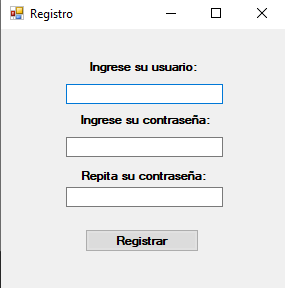 Registro
Ingrese su usuario:
Ingrese su contraseña:
Repita su contraseña:
Registrar